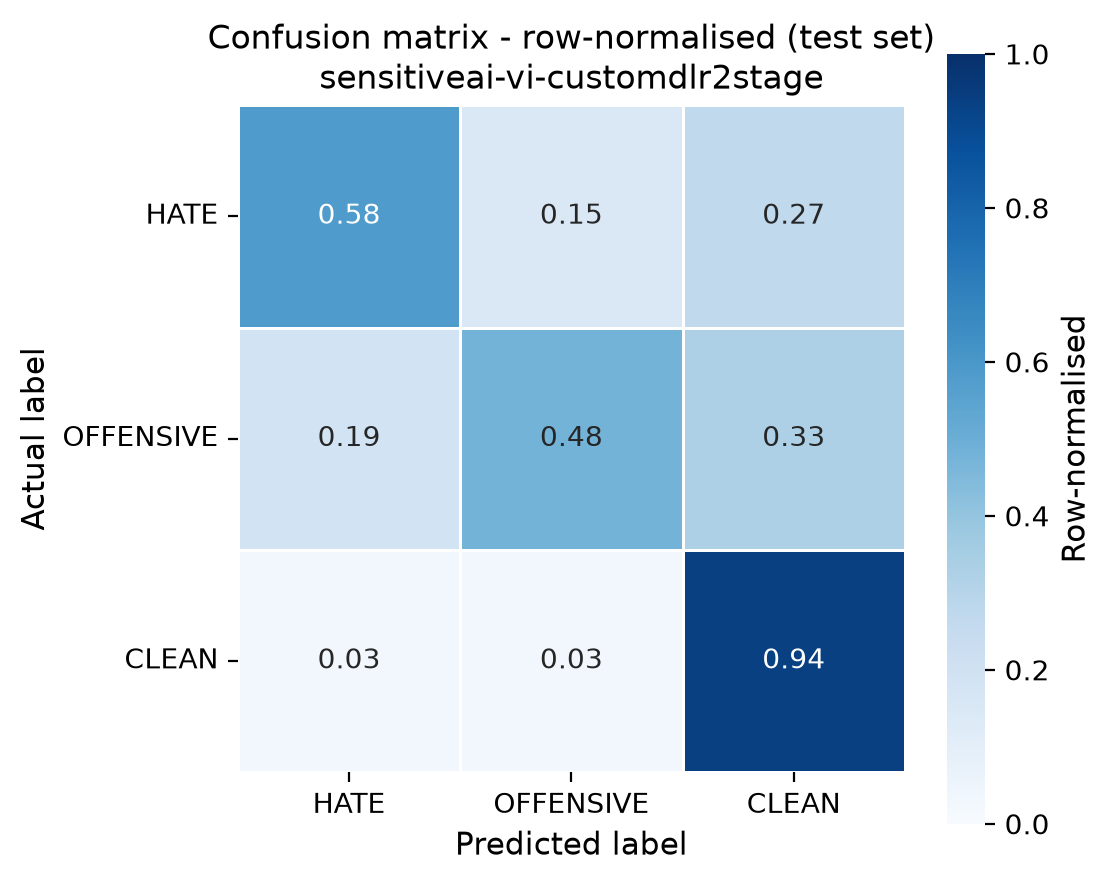 Confusion matrix - row-normalised (test set)
sensitiveai-vi-customdlr2stage
Actual label
HATE 0.58 0.15 0.27
OFFENSIVE 0.19 0.48 0.33
CLEAN 0.03 0.03 0.94
HATE OFFENSIVE CLEAN
Predicted label
1.0
0.8
0.6
0.4
0.2
0.0
Row-normalised